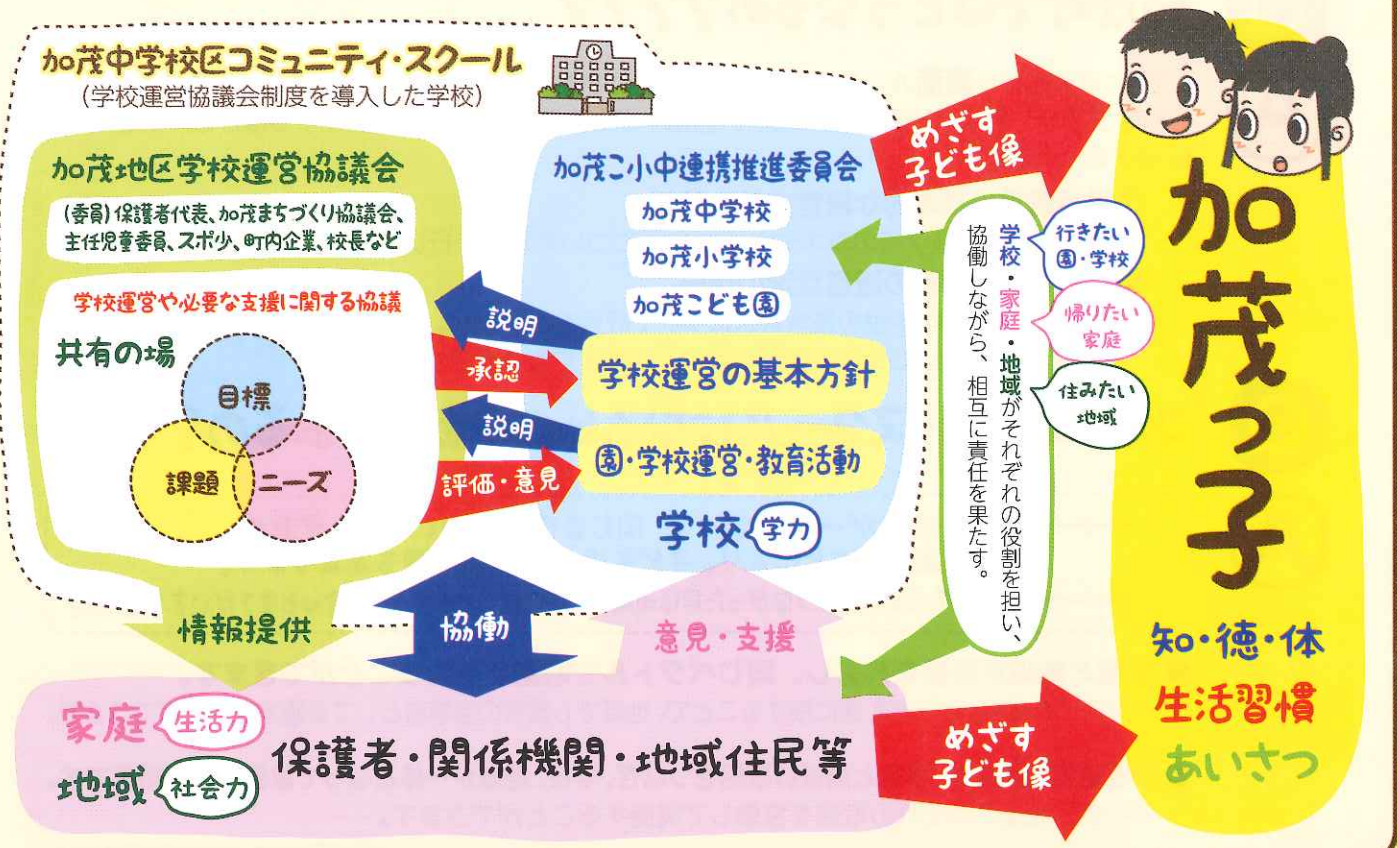 加茂中学校区コミュニティ・スクール
(学校運営協議会制度を導入した学校)
加茂地区学校運営協議会
(委員)保護者代表、加茂まちづくり協議会、
主任児童委員、スポ少、町内企業、校長など
学校運営や必要な支援に関する協議
共有の場
目標
課題
ニーズ
説明
承認
説明
評価・意見
加茂こ小中連携推進委員会
加茂中学校
加茂小学校
加茂こども園
学校運営の基本方針
園・学校運営・教育活動
学校
学力
情報提供
協働
意見・支援
家庭
生活力
地域
社会力
保護者・関係機関・地域住民等
めざす
子ども像
学校・家庭・地域がそれぞれの役割を担い、
協働しながら、相互に責任を果たす。
行きたい
園・学校
帰りたい
家庭
住みたい
地域
めざす
子ども像
加茂っ子
知・徳・体
生活習慣
あいさつ